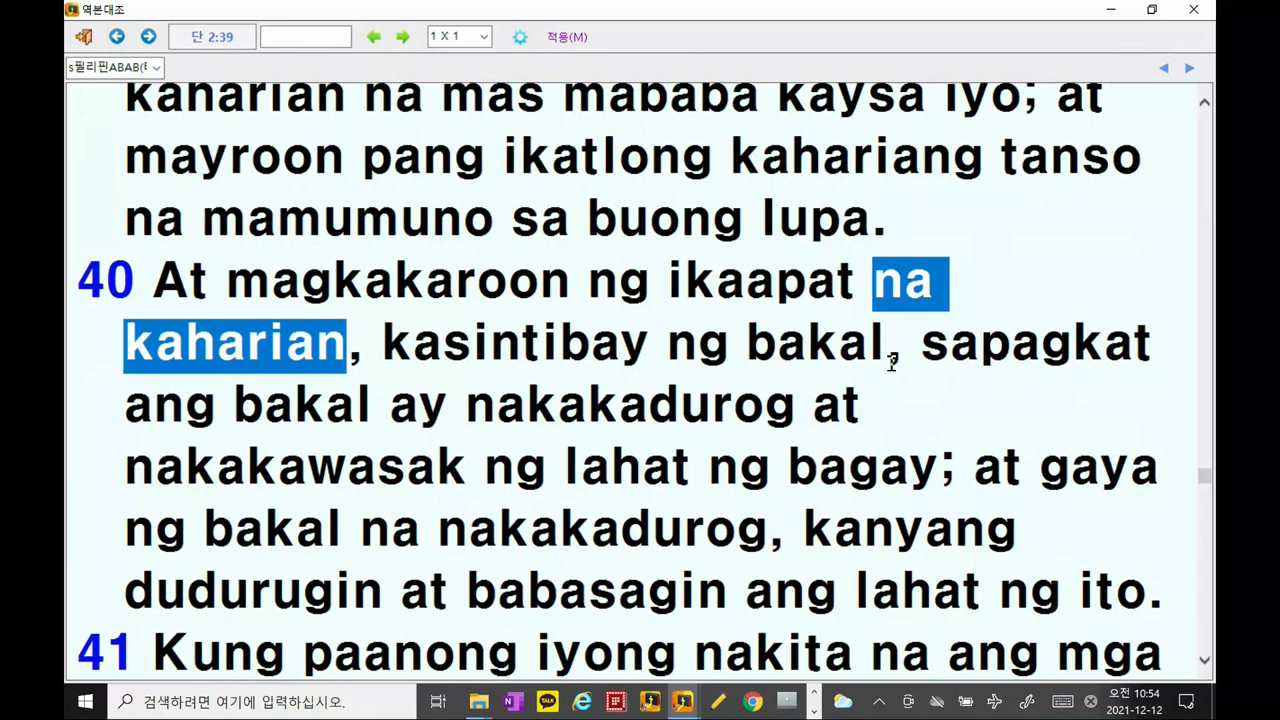 역본대조
단 2:39
1 X 1
적용(M)
s필리핀ABAB(E
kaharian na mas mababa kaysa iyo; at
mayroon pang ikatlong kahariang tanso
na mamumuno sa buong lupa.
40 At magkakaroon ng ikaapat na
kaharian, kasintibay ng bakal, sapagkat
ang bakal ay nakakadurog at
nakakawasak ng lahat ng bagay; at gaya
ng bakal na nakakadurog, kanyang
dudurugin at babasagin ang lahat ng ito.
41 Kung paanong iyong nakita na ang mga
검색하려면 여기에 입력하십시오.
오전 10:54
2021-12-12